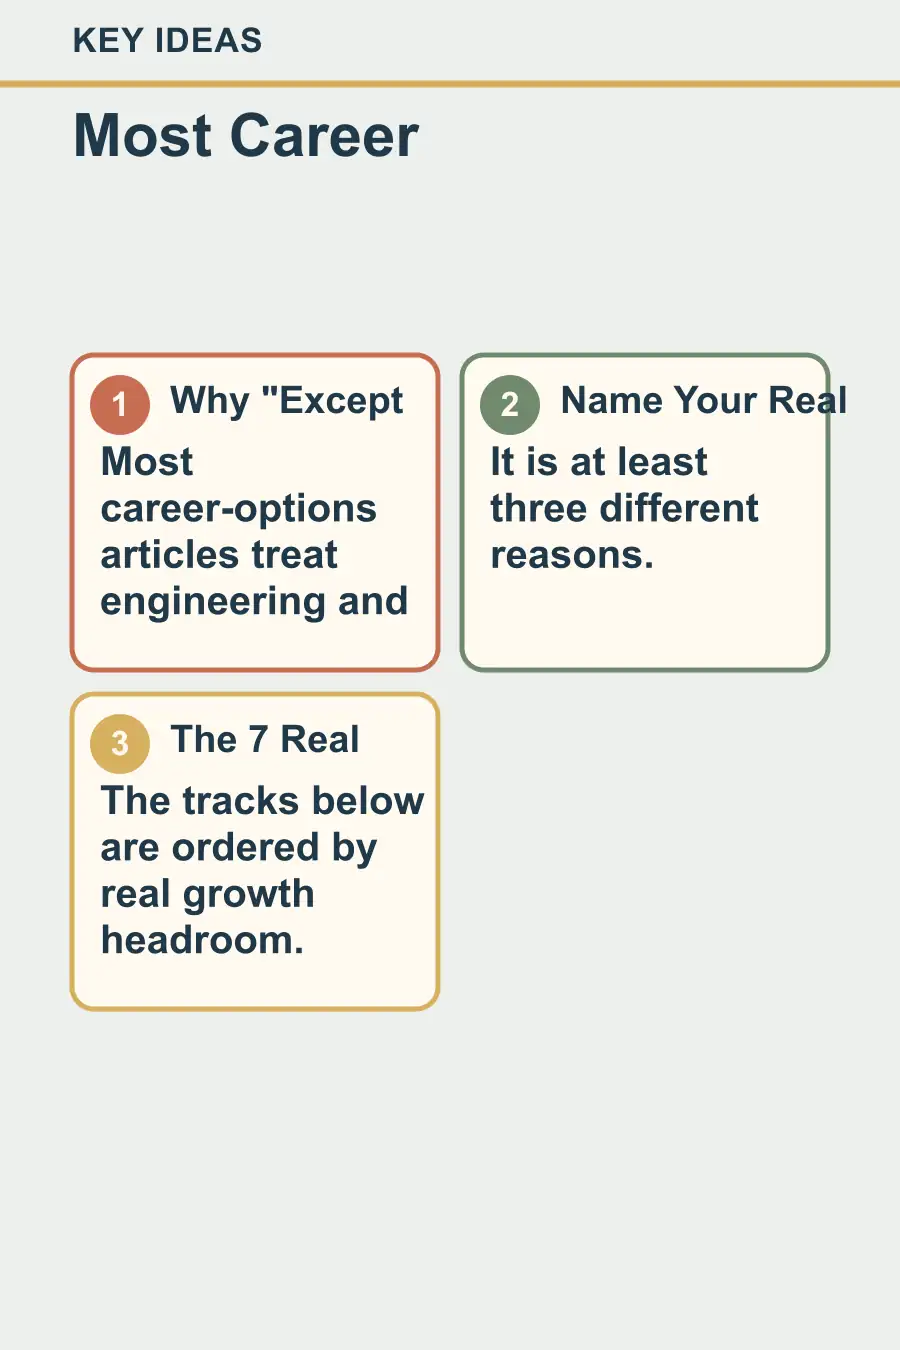 KEY IDEAS
Most Career
1 Why "Except
Most
career-options
articles treat
engineering and
2 Name Your Real
It is at least
three different
reasons.
3 The 7 Real
The tracks below
are ordered by
real growth
headroom.